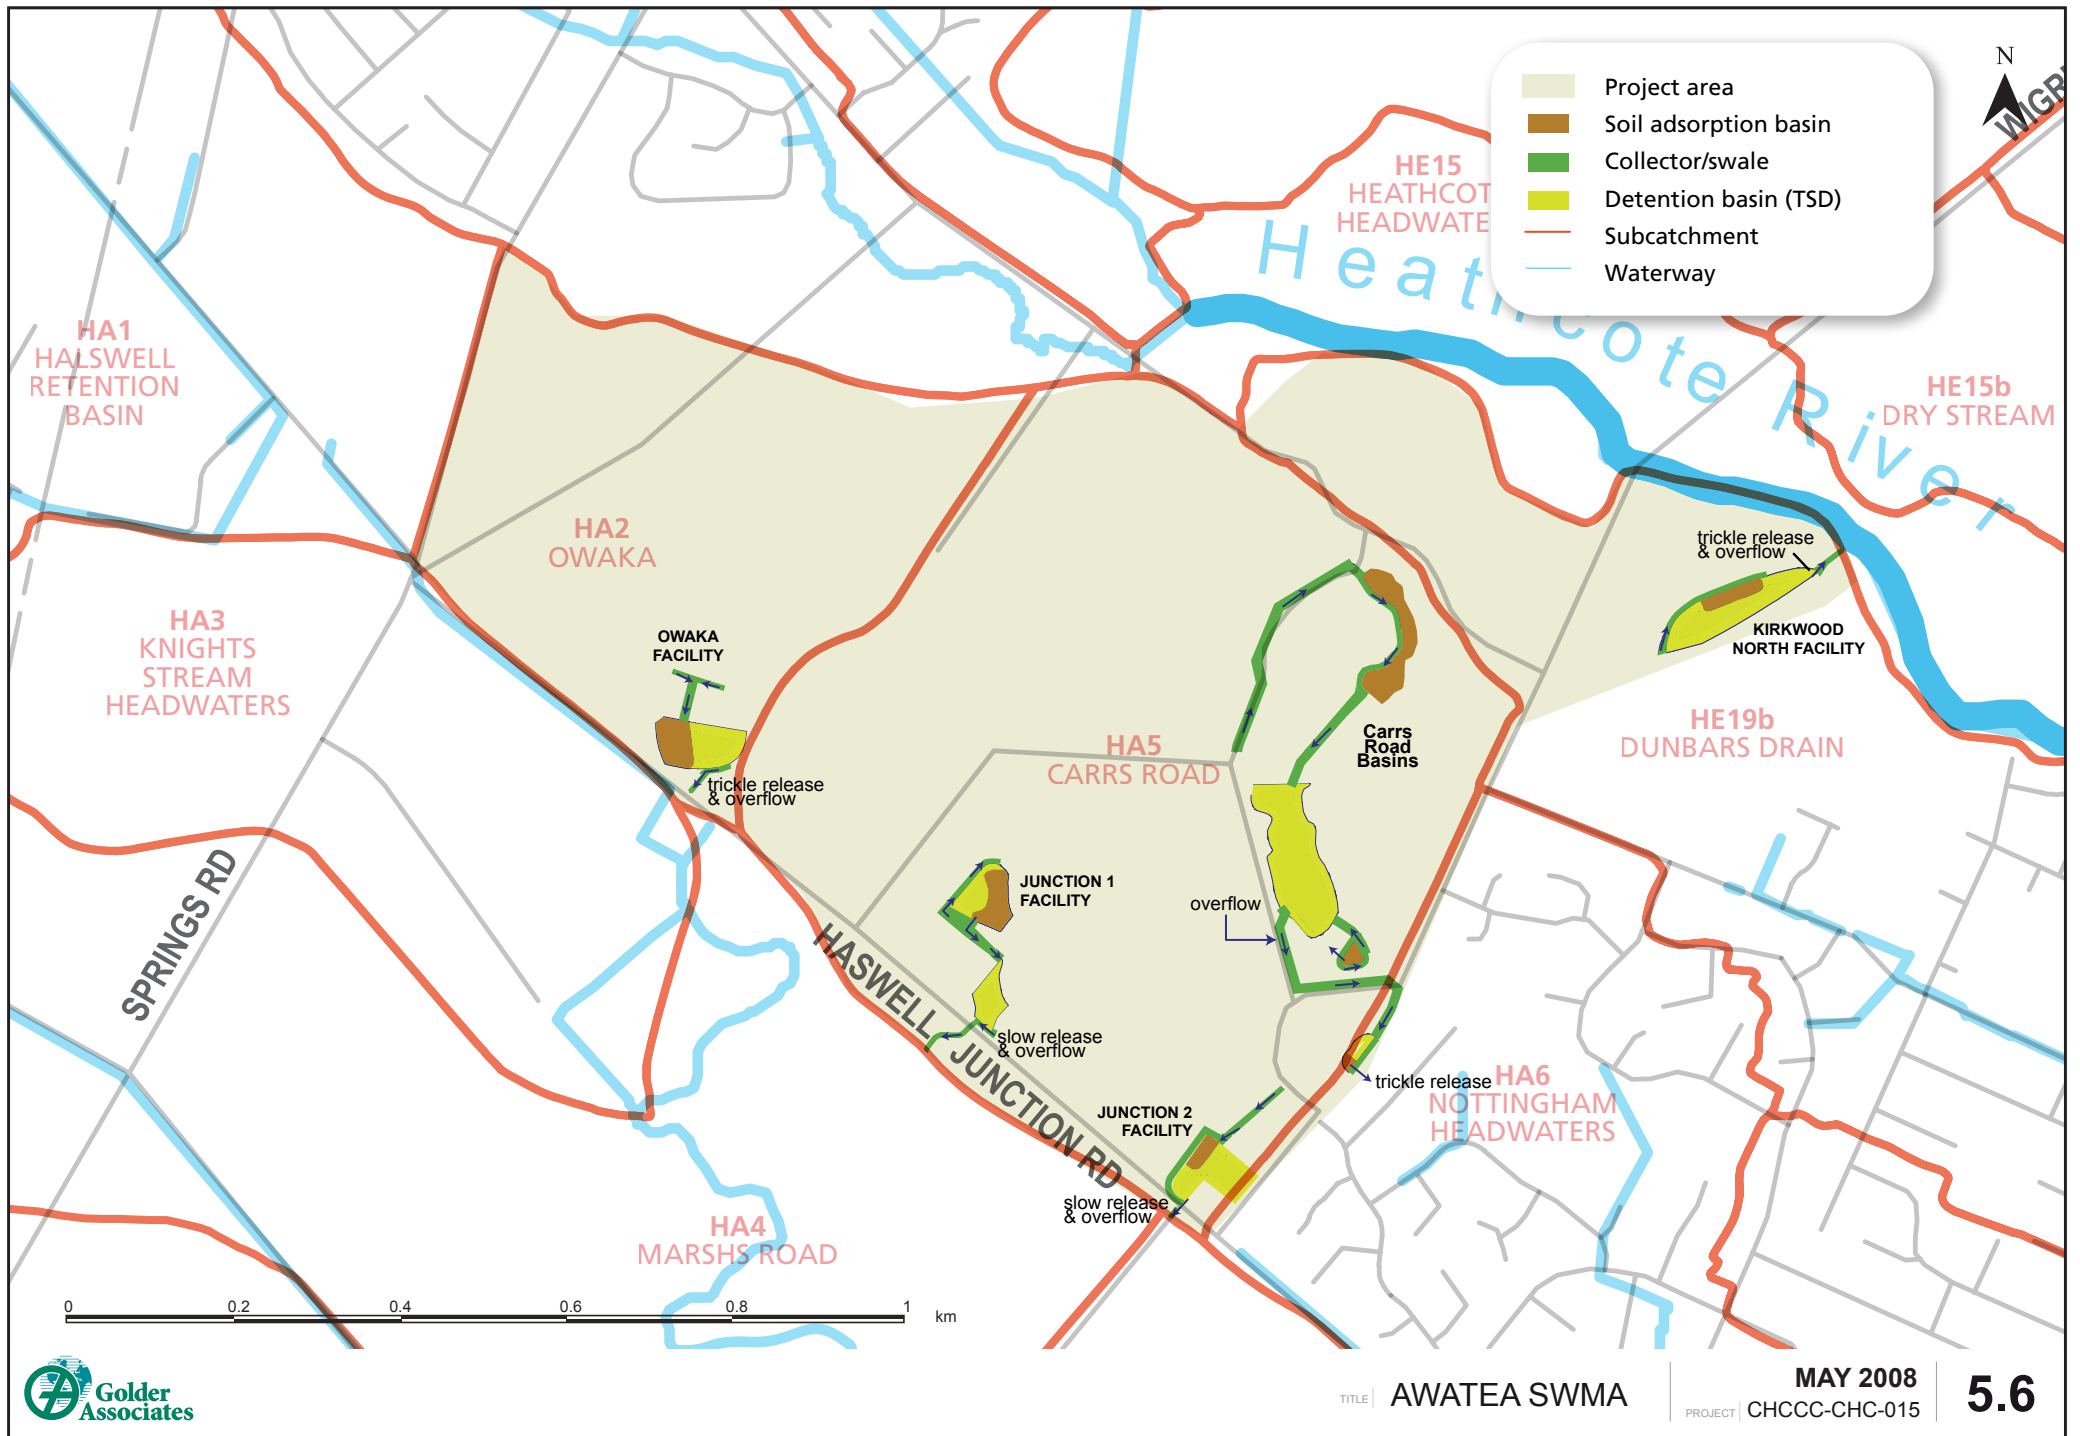 N
WIGR
Project area
Soil adsorption basin
Collector/swale
Detention basin (TSD)
Subcatchment
Waterway
HE15
HEATHCOT
HEADWATE
Heathcote River
HE15b
DRY STREAM
HA1
HALSWELL
RETENTION
BASIN
HA2
OWAKA
trickle release
& overflow
KIRKWOOD
NORTH FACILITY
HA3
KNIGHTS
STREAM
HEADWATERS
OWAKA
FACILITY
trickle release
& overflow
HA5
CARRS ROAD
Carrs
Road
Basins
HE19b
DUNBARS DRAIN
SPRINGS RD
JUNCTION 1
FACILITY
overflow
HASWELL JUNCTION RD
slow release
& overflow
trickle release
HA6
NOTTINGHAM
HEADWATERS
JUNCTION 2
FACILITY
slow release
& overflow
HA4
MARSHS ROAD
0 0.2 0.4 0.6 0.8 1 km
Golder
Associates
TITLE AWATEA SWMA
MAY 2008
PROJECT CHCCC-CHC-015
5.6